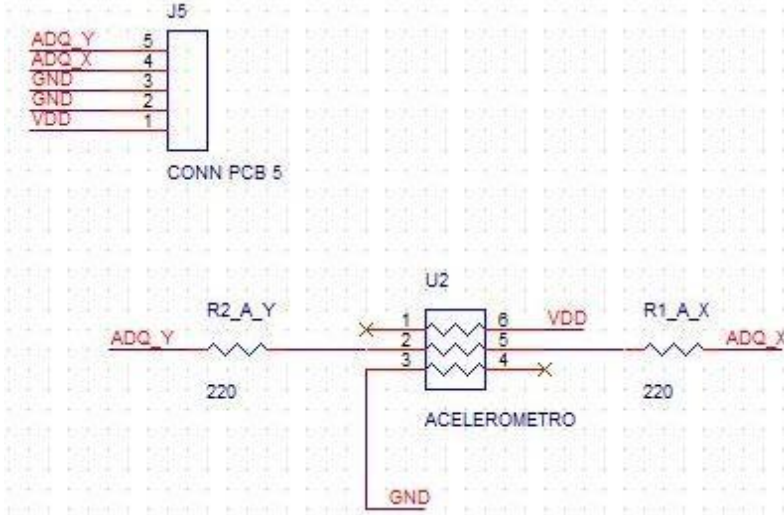 J5
ADQ_Y 5
ADQ_X 4
GND 3
GND 2
VDD 1
CONN PCB 5
U2
R2_A_Y
R1_A_X
1 6 VDD
ADQ_Y 2 5 ADQ_X
3 4
220
220
ACELEROMETRO
GND